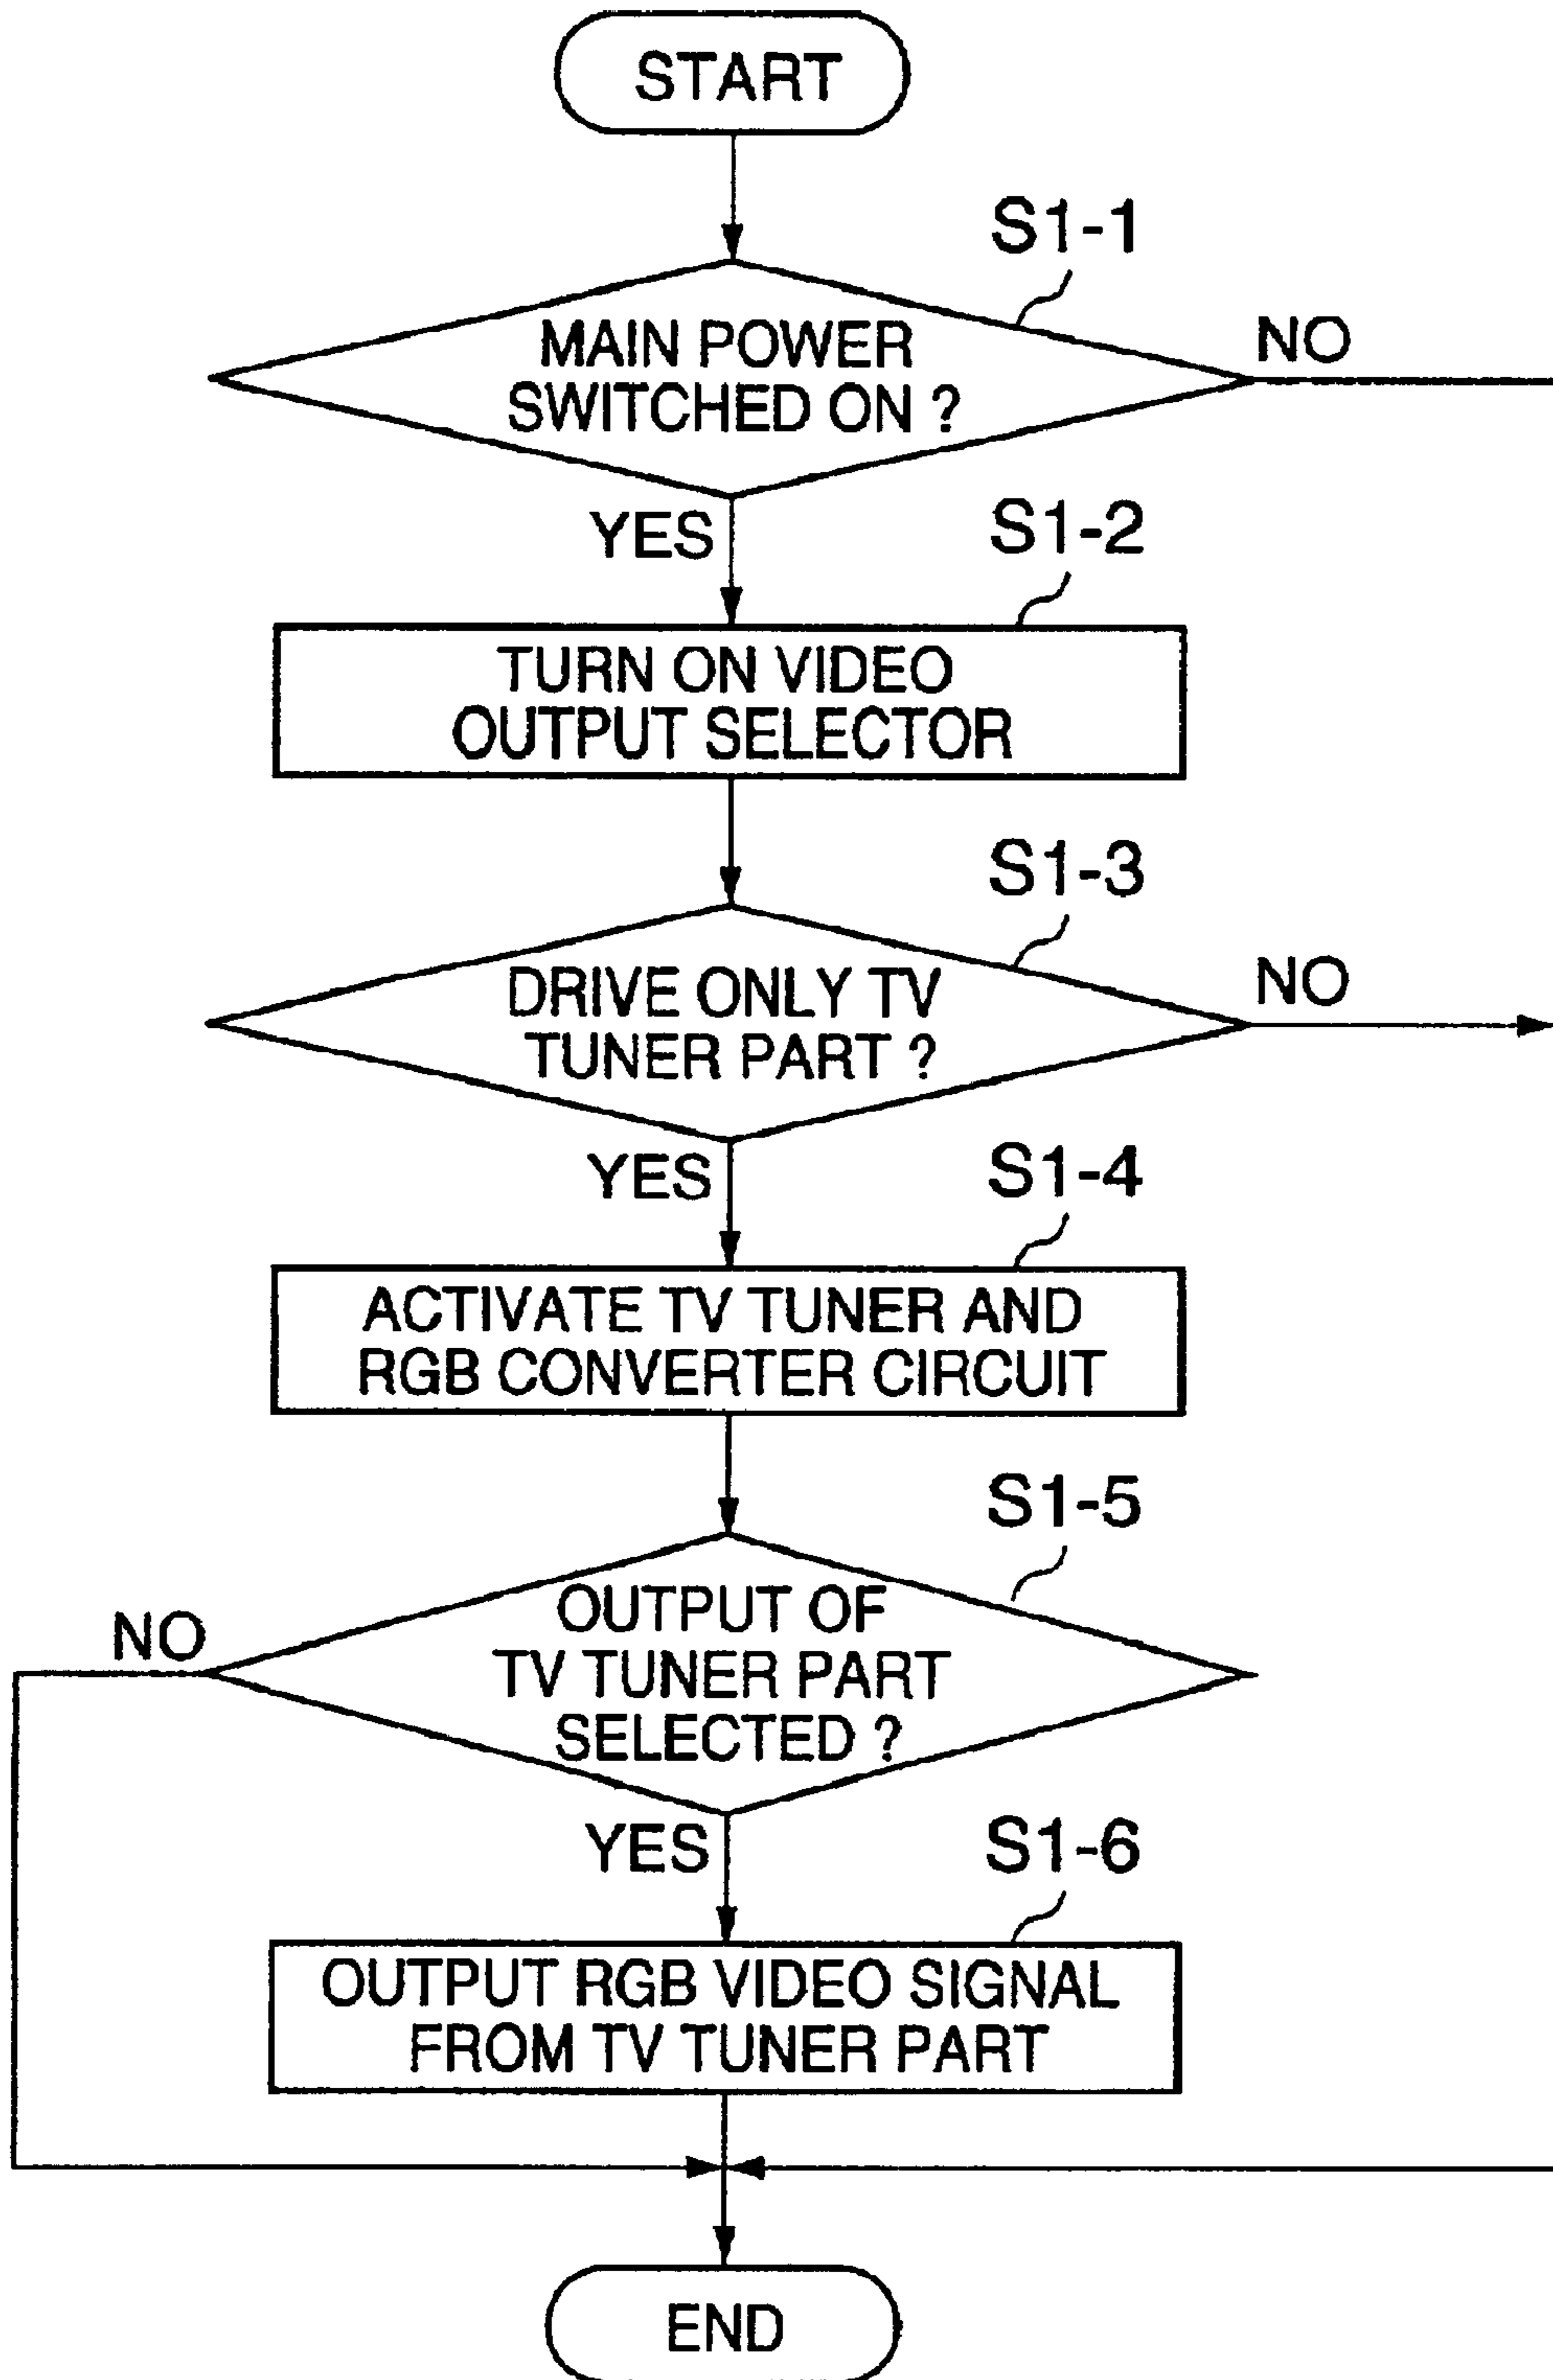 START
S1-1
MAIN POWER
SWITCHED ON ?
NO
YES
S1-2
TURN ON VIDEO
OUTPUT SELECTOR
S1-3
DRIVE ONLY TV
TUNER PART ?
NO
YES
S1-4
ACTIVATE TV TUNER AND
RGB CONVERTER CIRCUIT
S1-5
OUTPUT OF
TV TUNER PART
SELECTED ?
NO
YES
S1-6
OUTPUT RGB VIDEO SIGNAL
FROM TV TUNER PART
END